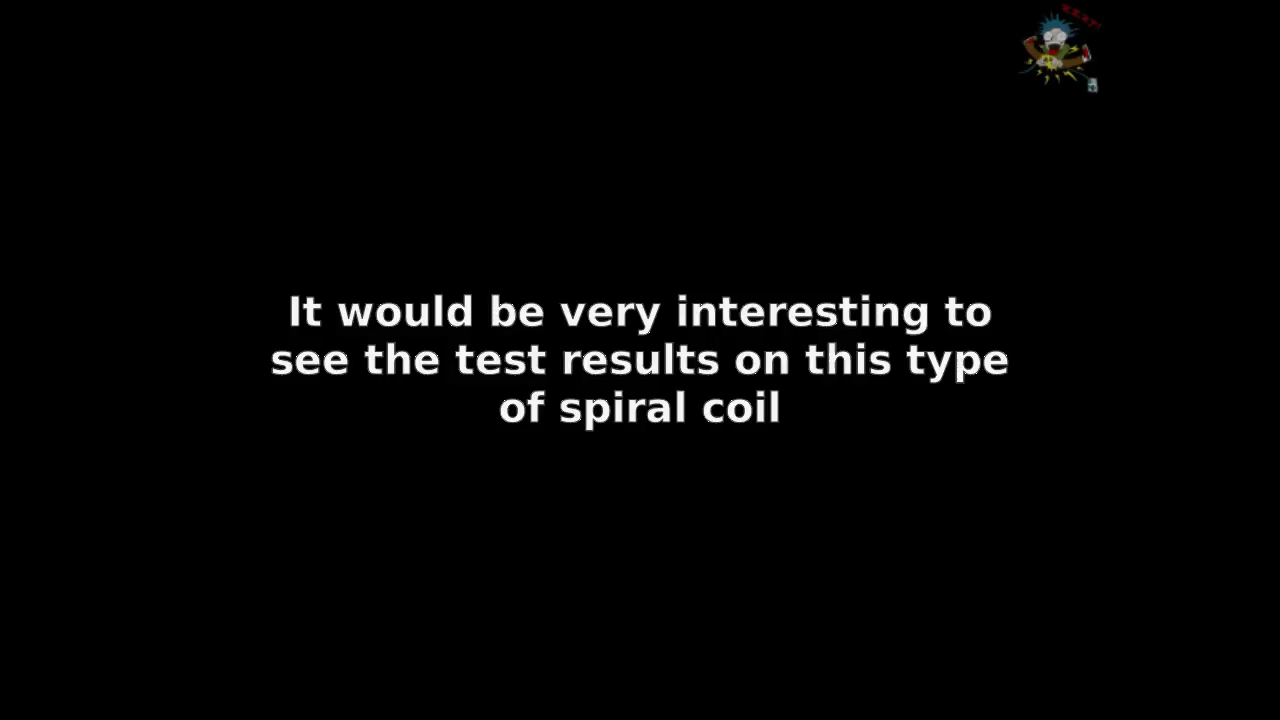 It would be very interesting to
see the test results on this type
of spiral coil